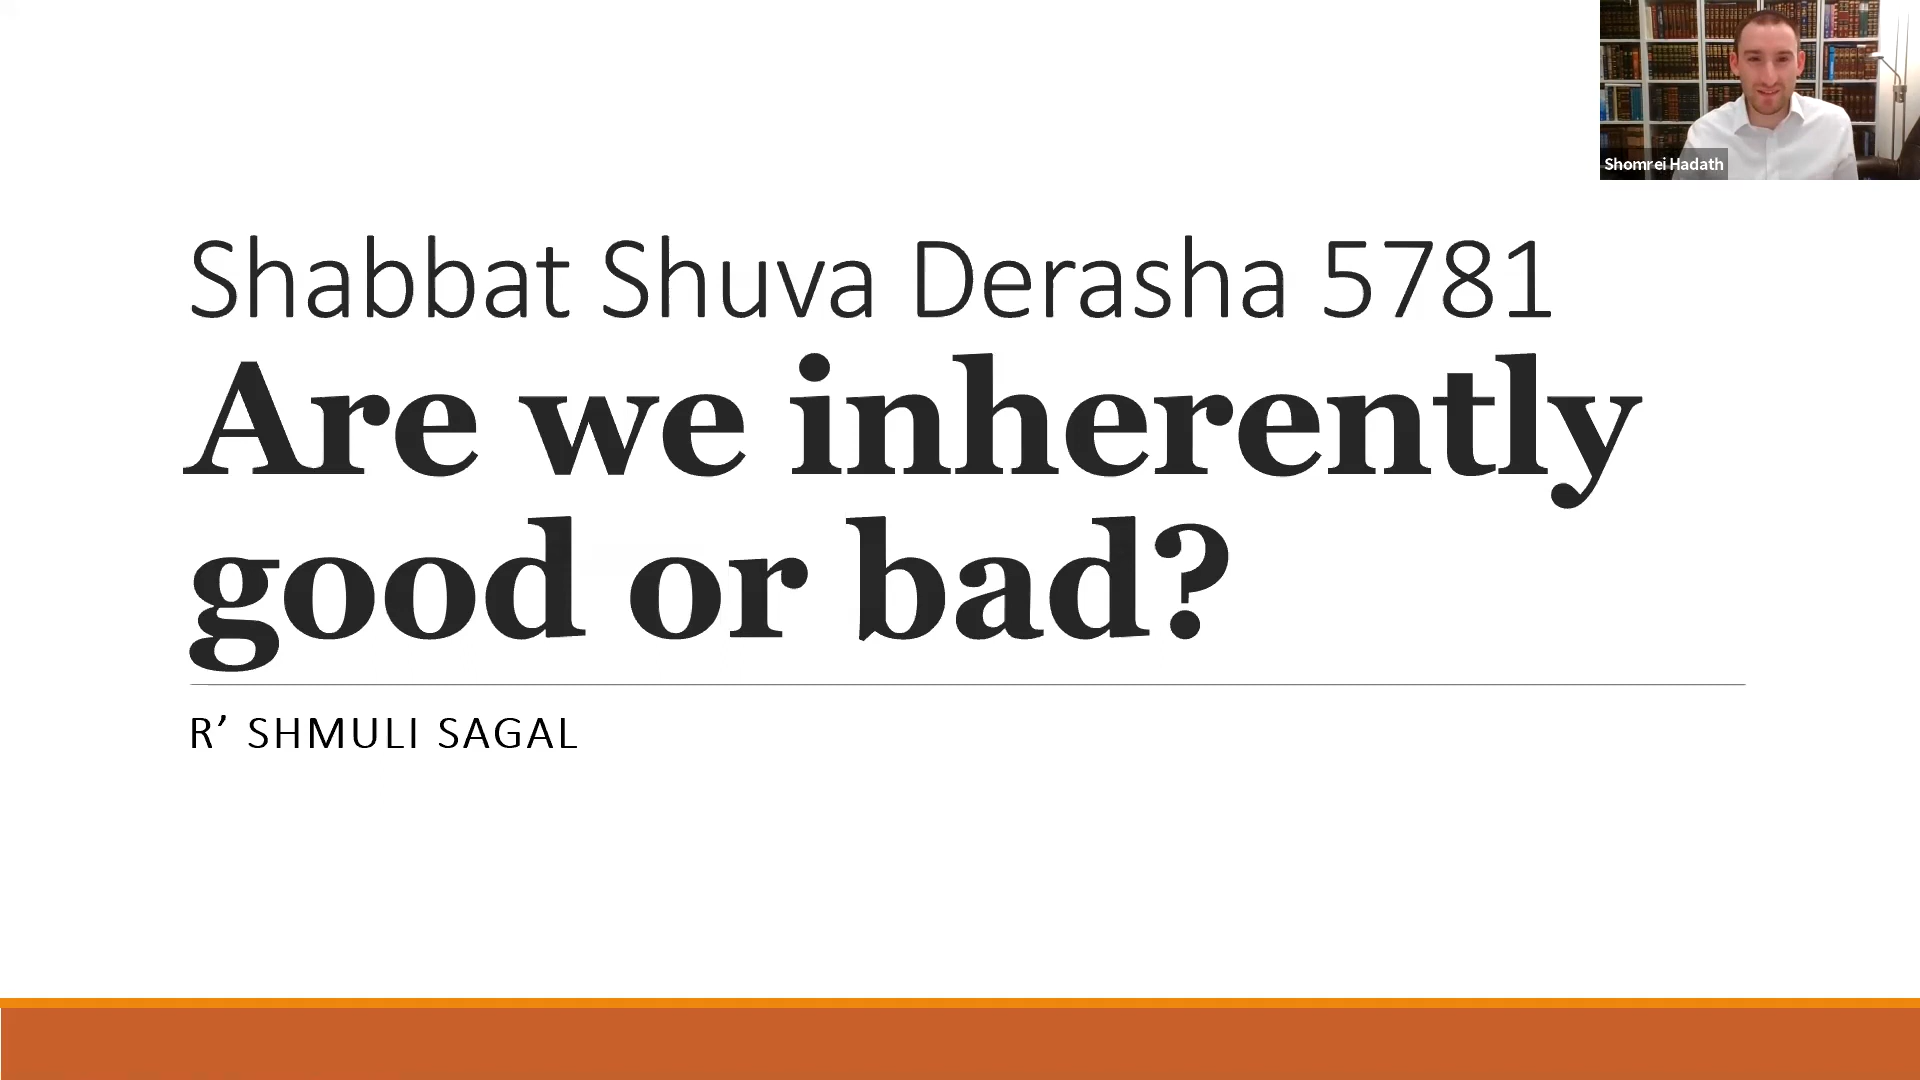 Shomrei Hadath
Shabbat Shuva Derasha 5781
Are we inherently
good or bad?
R’ SHMULI SAGAL